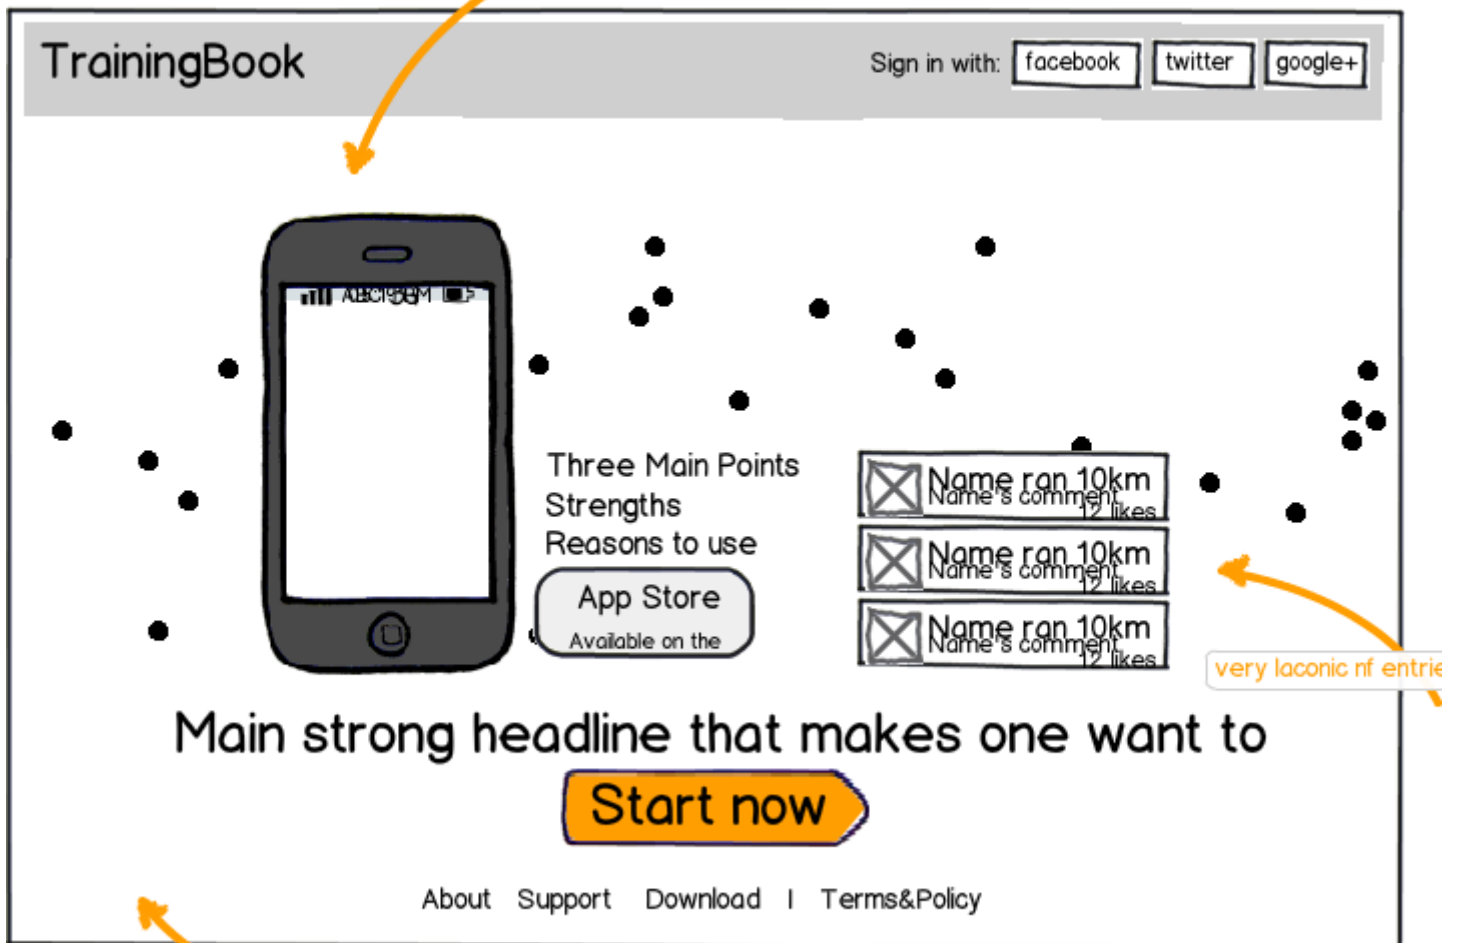 TrainingBook
Sign in with: facebook twitter google+
Three Main Points
Strengths
Reasons to use
App Store
Available on the
Name ran 10km
Name's comment
12 likes
Name ran 10km
Name's comment
12 likes
Name ran 10km
Name's comment
12 likes
very laconic nf entrie
Main strong headline that makes one want to
Start now
About Support Download | Terms&Policy